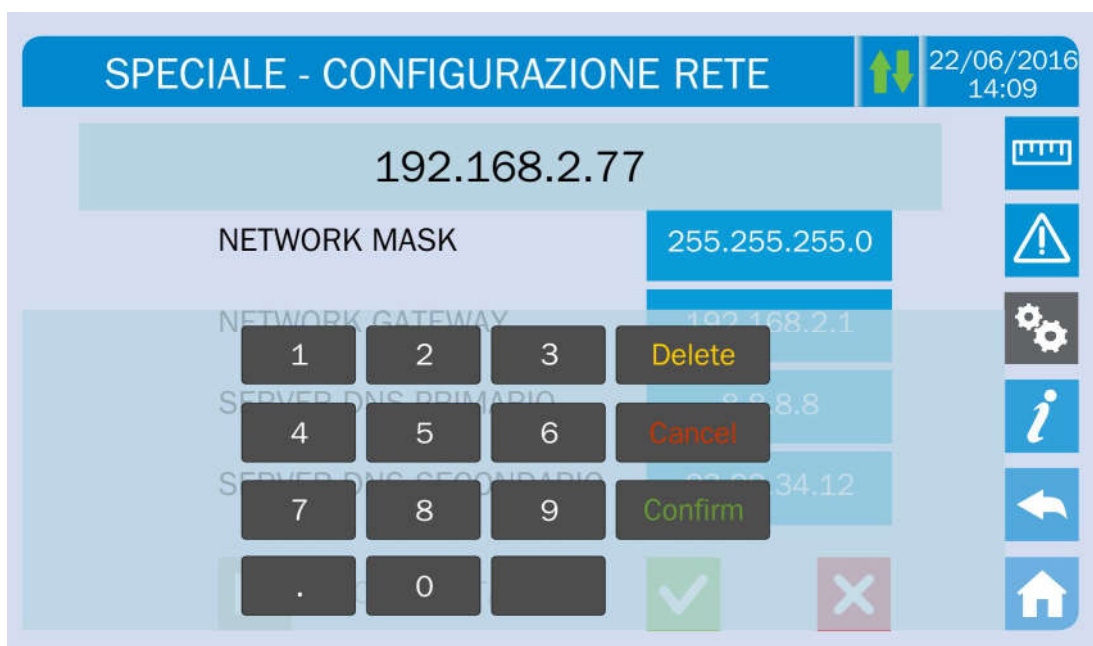 SPECIALE - CONFIGURAZIONE RETE
22/06/2016
14:09
192.168.2.77
NETWORK MASK 255.255.255.0
NETWORK GATEWAY 192.168.2.1
1 2 3 Delete
SERVER DNS PRIMARIO 8.8.8.8
4 5 6 Cancel
SERVER DNS SECONDARIO 34.12
7 8 9 Confirm
. 0